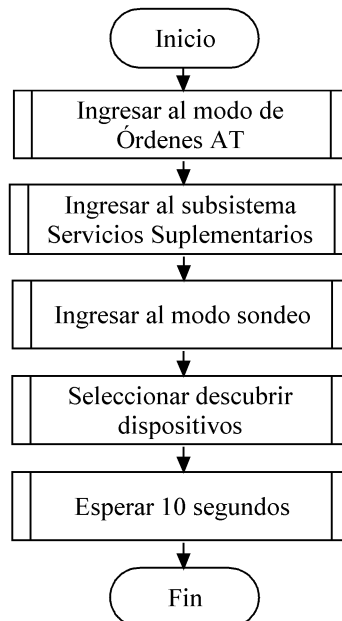 Inicio
Ingresar al modo de
Órdenes AT
Ingresar al subsistema
Servicios Suplementarios
Ingresar al modo sondeo
Seleccionar descubrir
dispositivos
Esperar 10 segundos
Fin